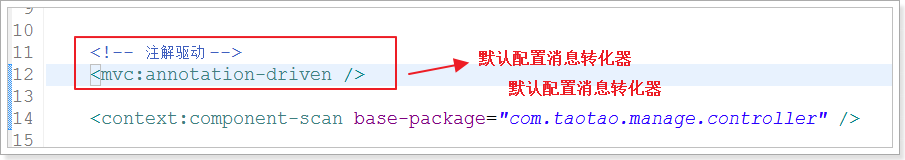 9
10
11 <!-- 注解驱动 -->
12 <mvc:annotation-driven /> 默认配置消息转化器
默认配置消息转化器
13
14 <context:component-scan base-package="com.taotao.manage.controller" />
15